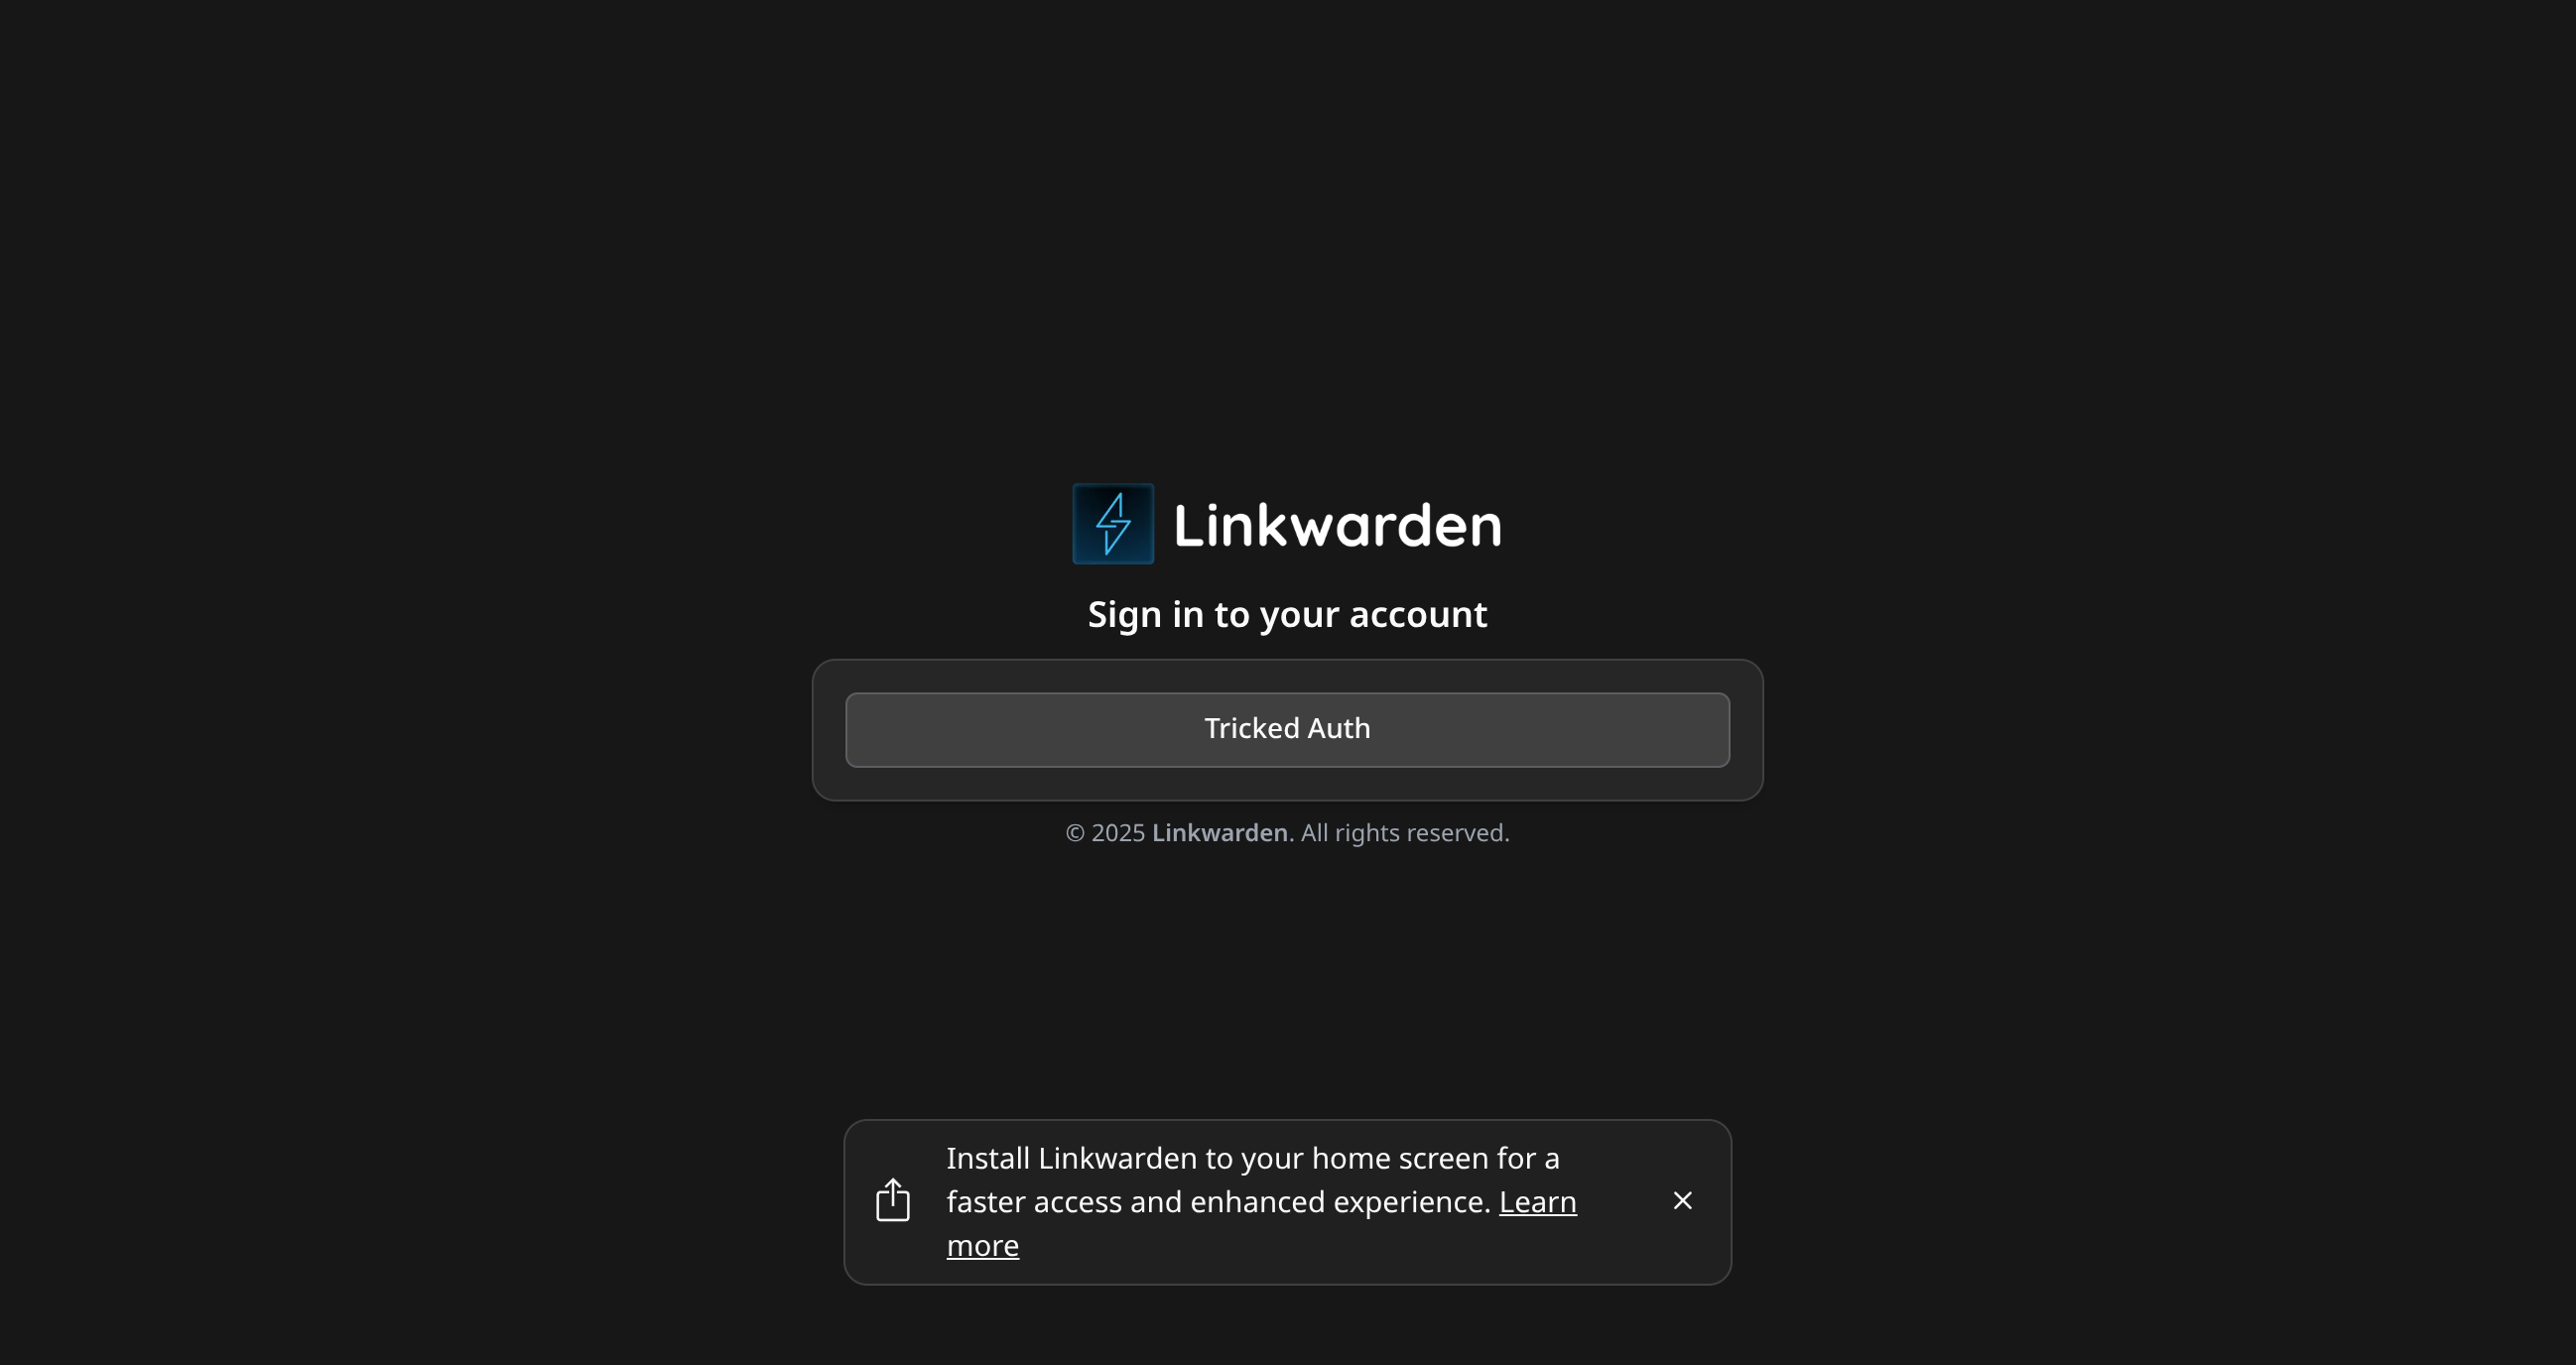 Linkwarden
Sign in to your account
Tricked Auth
© 2025 Linkwarden. All rights reserved.
Install Linkwarden to your home screen for a
faster access and enhanced experience. Learn
more